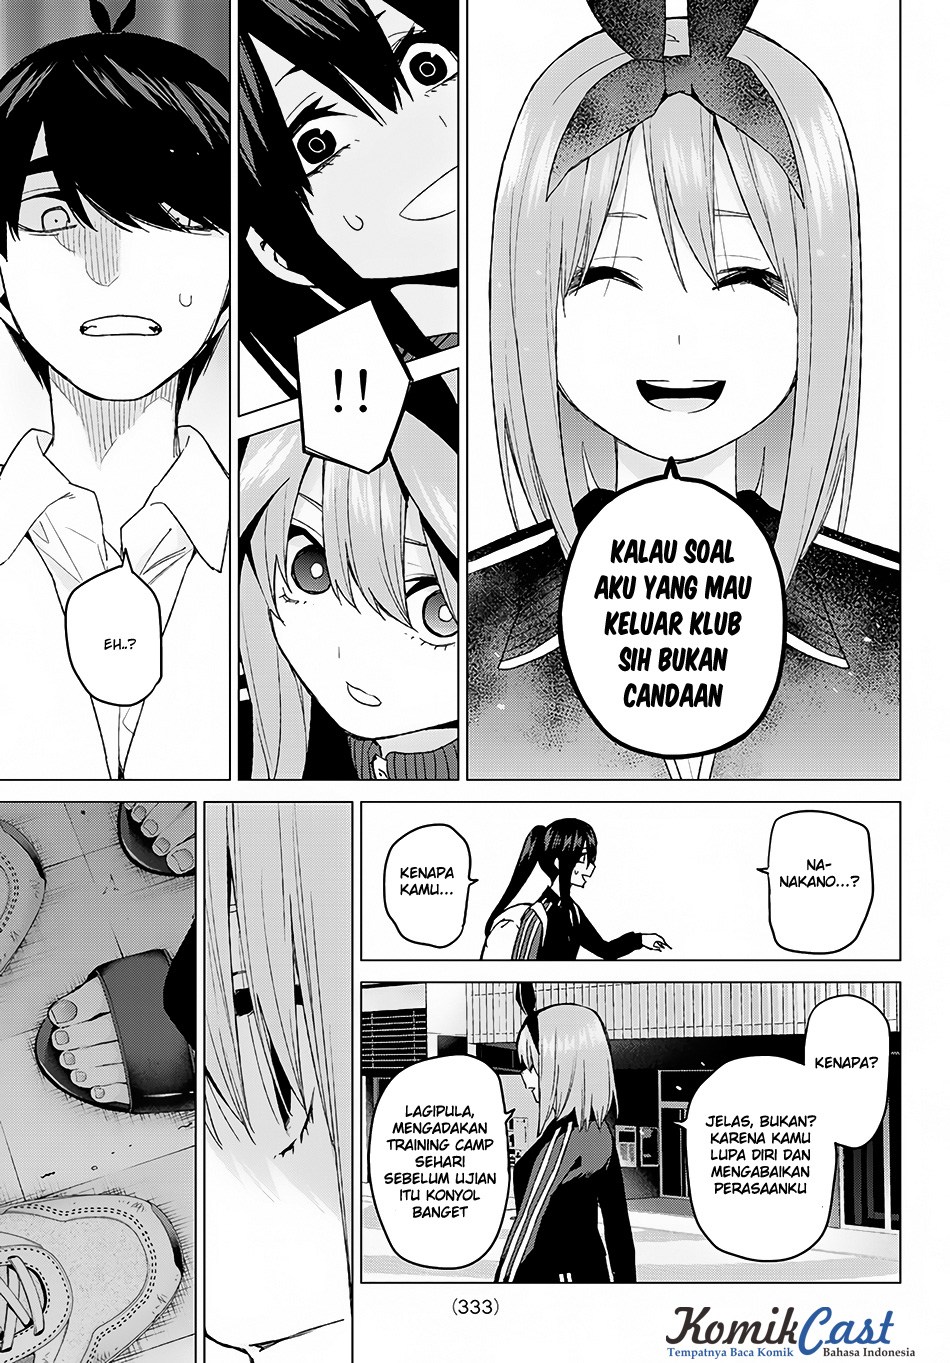 KALAU SOAL
AKU YANG MAU
KELUAR KLUB
SIH BUKAN
CANDAAN
!!
EH..?
NA-
NAKANO...?
KENAPA
KAMU...
KENAPA?
JELAS, BUKAN?
KARENA KAMU
LUPA DIRI DAN
MENGABAIKAN
PERASAANKU
LAGIPULA,
MENGADAKAN
TRAINING CAMP
SEHARI
SEBELUM UJIAN
ITU KONYOL
BANGET
(333)
KomikCast
Tempatnya Baca Komik Bahasa Indonesia